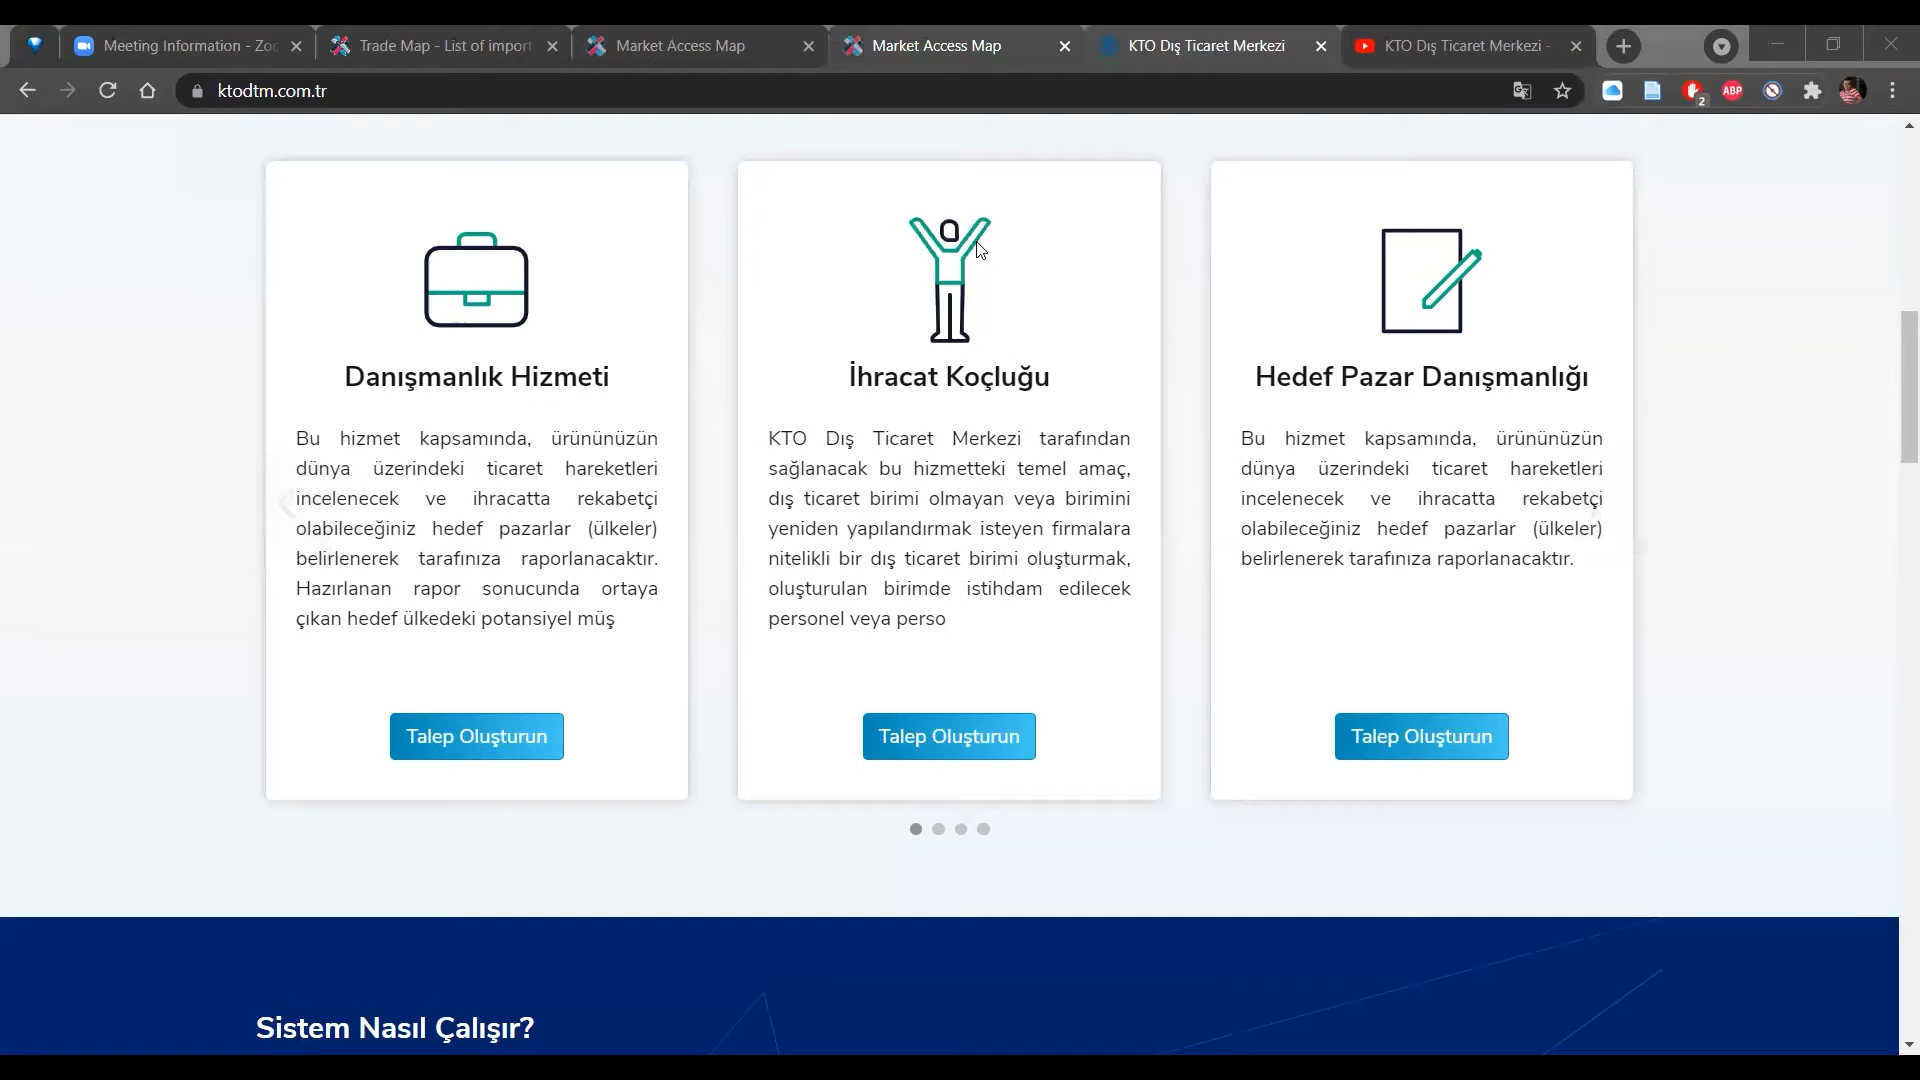 Meeting Information - Zoo
Trade Map - List of import
Market Access Map
Market Access Map
KTO Dış Ticaret Merkezi
KTO Dış Ticaret Merkezi -
ktodtm.com.tr
2
ABP
Danışmanlık Hizmeti
Bu hizmet kapsamında, ürününüzün
dünya üzerindeki ticaret hareketleri
incelenecek ve ihracatta rekabetçi
olabileceğiniz hedef pazarlar (ülkeler)
belirlenerek tarafınıza raporlanacaktır.
Hazırlanan rapor sonucunda ortaya
çıkan hedef ülkedeki potansiyel müş
Talep Oluşturun
İhracat Koçluğu
KTO Dış Ticaret Merkezi tarafından
sağlanacak bu hizmetteki temel amaç,
dış ticaret birimi olmayan veya birimini
yeniden yapılandırmak isteyen firmalara
nitelikli bir dış ticaret birimi oluşturmak,
oluşturulan birimde istihdam edilecek
personel veya perso
Talep Oluşturun
Hedef Pazar Danışmanlığı
Bu hizmet kapsamında, ürününüzün
dünya üzerindeki ticaret hareketleri
incelenecek ve ihracatta rekabetçi
olabileceğiniz hedef pazarlar (ülkeler)
belirlenerek tarafınıza raporlanacaktır.
Talep Oluşturun
Sistem Nasıl Çalışır?